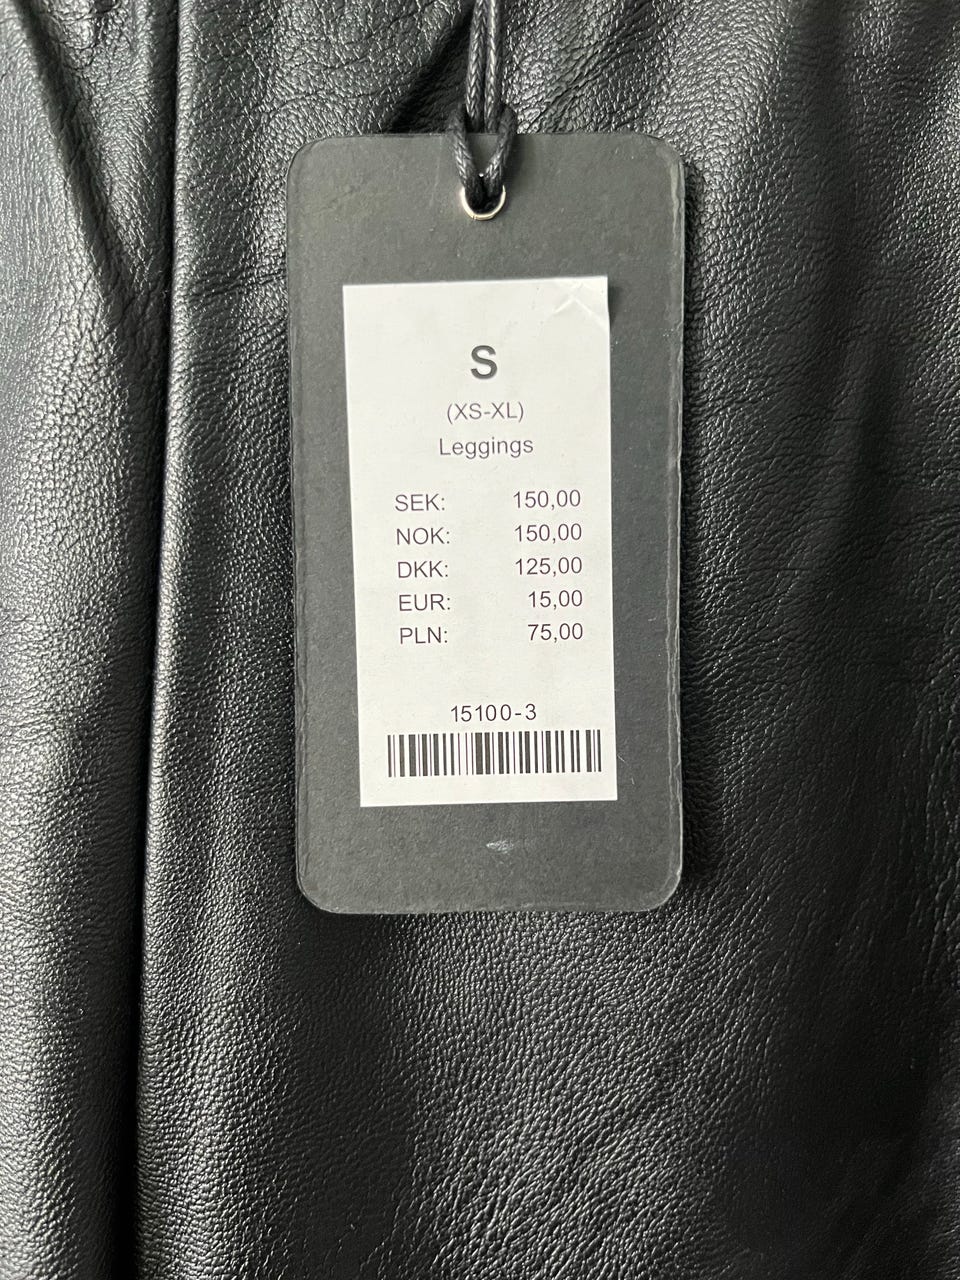 S
(XS-XL)
Leggings
SEK: 150,00
NOK: 150,00
DKK: 125,00
EUR: 15,00
PLN: 75,00
15100-3